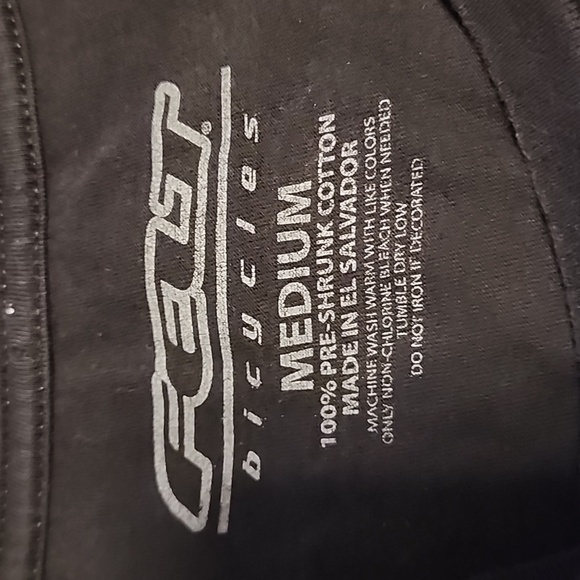 FELT®
bicycles
MEDIUM
100% PRE-SHRUNK COTTON
MADE IN EL SALVADOR
MACHINE WASH WARM WITH LIKE COLORS
ONLY NON-CHLORINE BLEACH WHEN NEEDED
TUMBLE DRY LOW
DO NOT IRON IF DECORATED